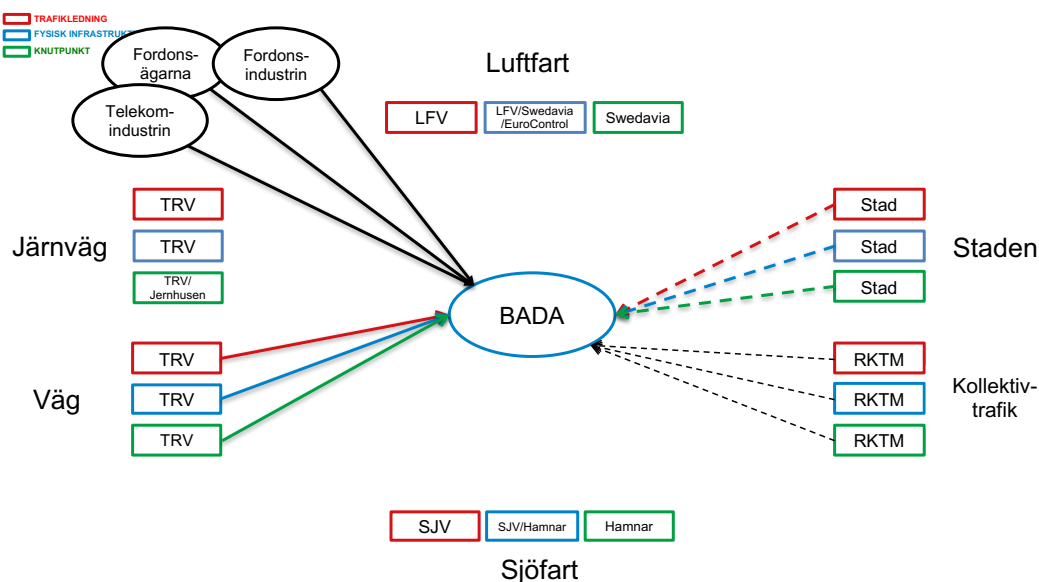 TRAFIKLEDNING
FYSISK INFRASTRUKT
KNUTPUNKT
Fordons-
ägarna
Fordons-
industrin
Telekom-
industrin
Luftfart
LFV
LFV/Swedavia
/EuroControl
Swedavia
Järnväg
TRV
TRV
TRV/
Jernhusen
Stad
Stad
Stad
Staden
BADA
Väg
TRV
TRV
TRV
RKTM
RKTM
RKTM
Kollektiv-
trafik
SJV
SJV/Hamnar
Hamnar
Sjöfart